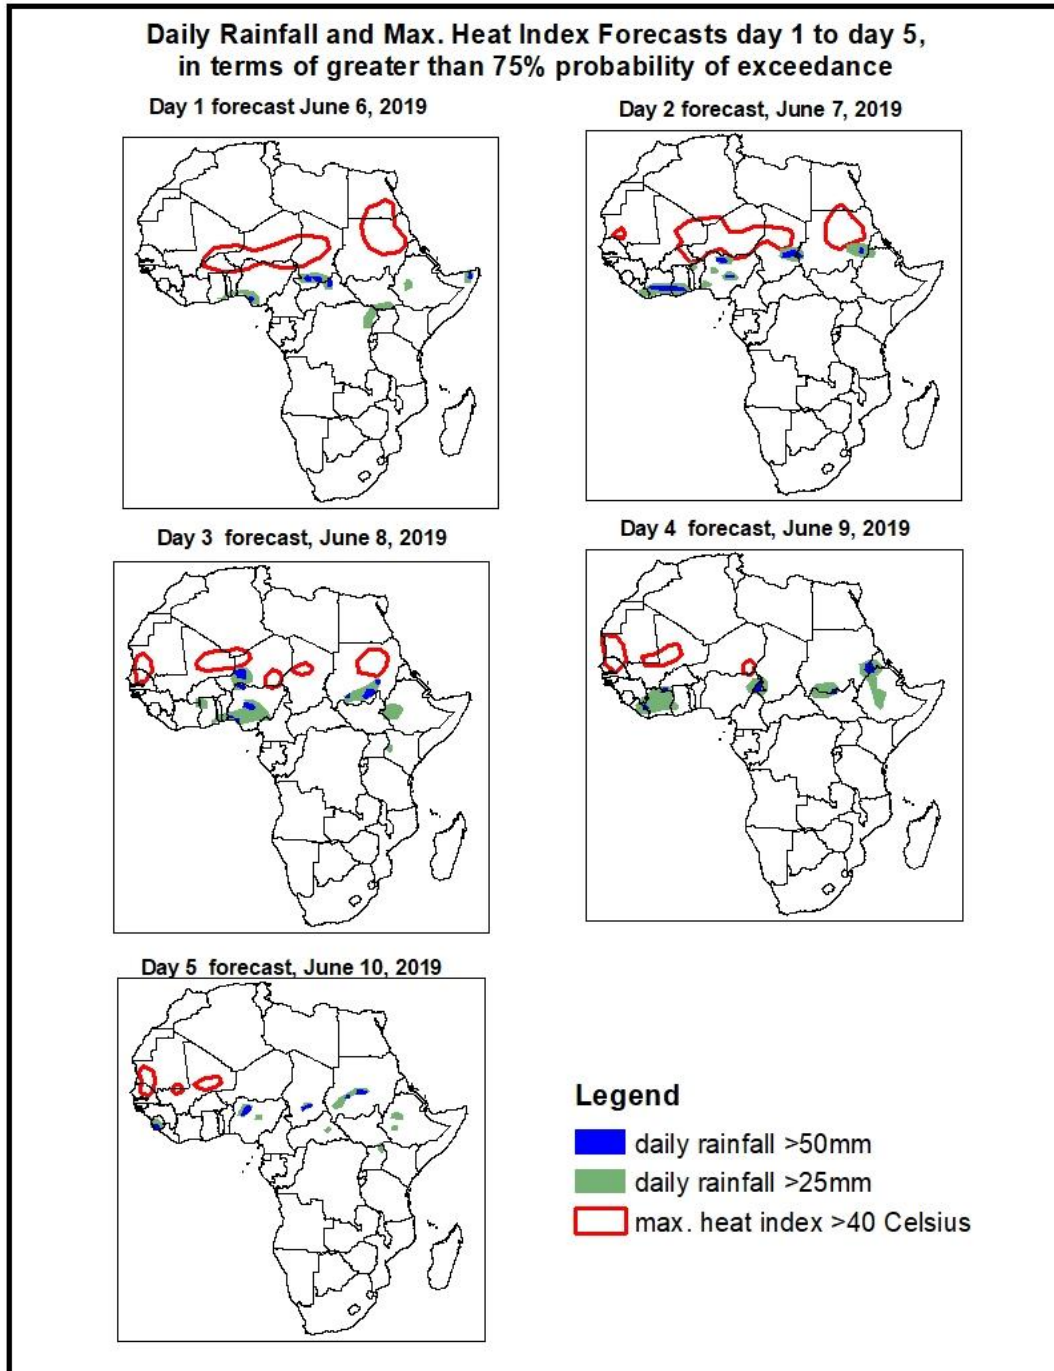 Daily Rainfall and Max. Heat Index Forecasts day 1 to day 5,
in terms of greater than 75% probability of exceedance
Day 1 forecast June 6, 2019
Day 2 forecast, June 7, 2019
Day 3 forecast, June 8, 2019
Day 4 forecast, June 9, 2019
Day 5 forecast, June 10, 2019
Legend
daily rainfall >50mm
daily rainfall >25mm
max. heat index >40 Celsius